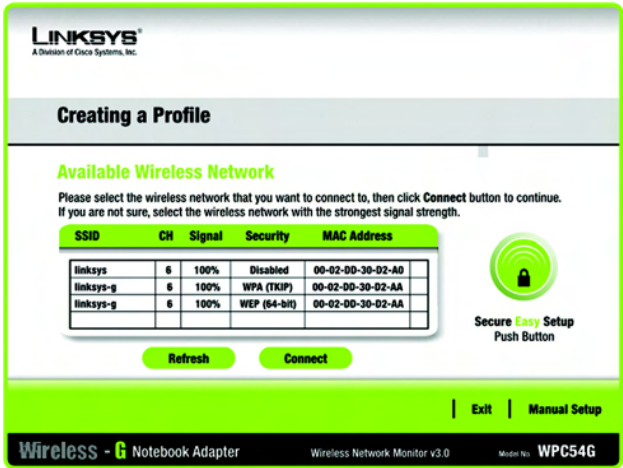 LINKSYS®
A Division of Cisco Systems, Inc.
Creating a Profile
Available Wireless Network
Please select the wireless network that you want to connect to, then click Connect button to continue.
If you are not sure, select the wireless network with the strongest signal strength.
SSID CH Signal Security MAC Address
linksys 6 100% Disabled 00-02-DD-30-D2-A0
linksys-g 6 100% WPA (TKIP) 00-02-DD-30-D2-AA
linksys-g 6 100% WEP (64-bit) 00-02-DD-30-D2-AA
Secure Easy Setup
Push Button
Refresh Connect
Exit Manual Setup
Wireless - G Notebook Adapter Wireless Network Monitor v3.0 Model No. WPC54G